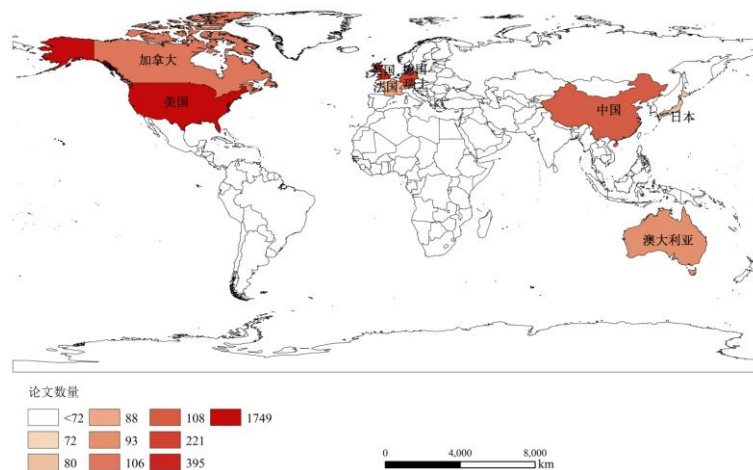 加拿大
美国
英国
德国
法国
瑞士
中国
日本
澳大利亚
论文数量
<72
88
108
1749
72
93
221
80
106
395
0
4,000
8,000
km